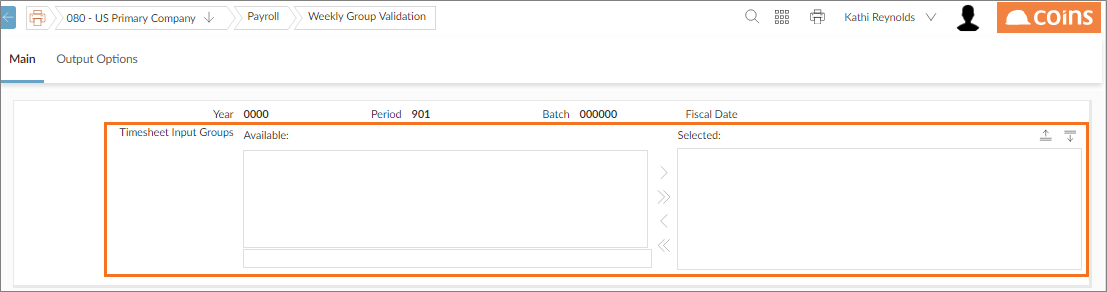 080 - US Primary Company Payroll Weekly Group Validation Kathi Reynolds coins
Main Output Options
Year 0000 Period 901 Batch 000000 Fiscal Date
Timesheet Input Groups Available: Selected: